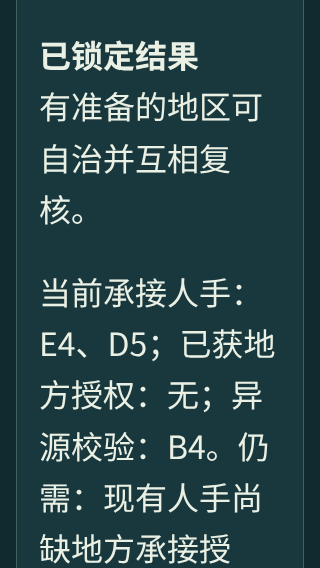 已锁定结果
有准备的地区可
自治并互相复
核。
当前承接人手：
E4、D5；已获地
方授权：无；异
源校验：B4。仍
需：现有人手尚
缺地方承接授